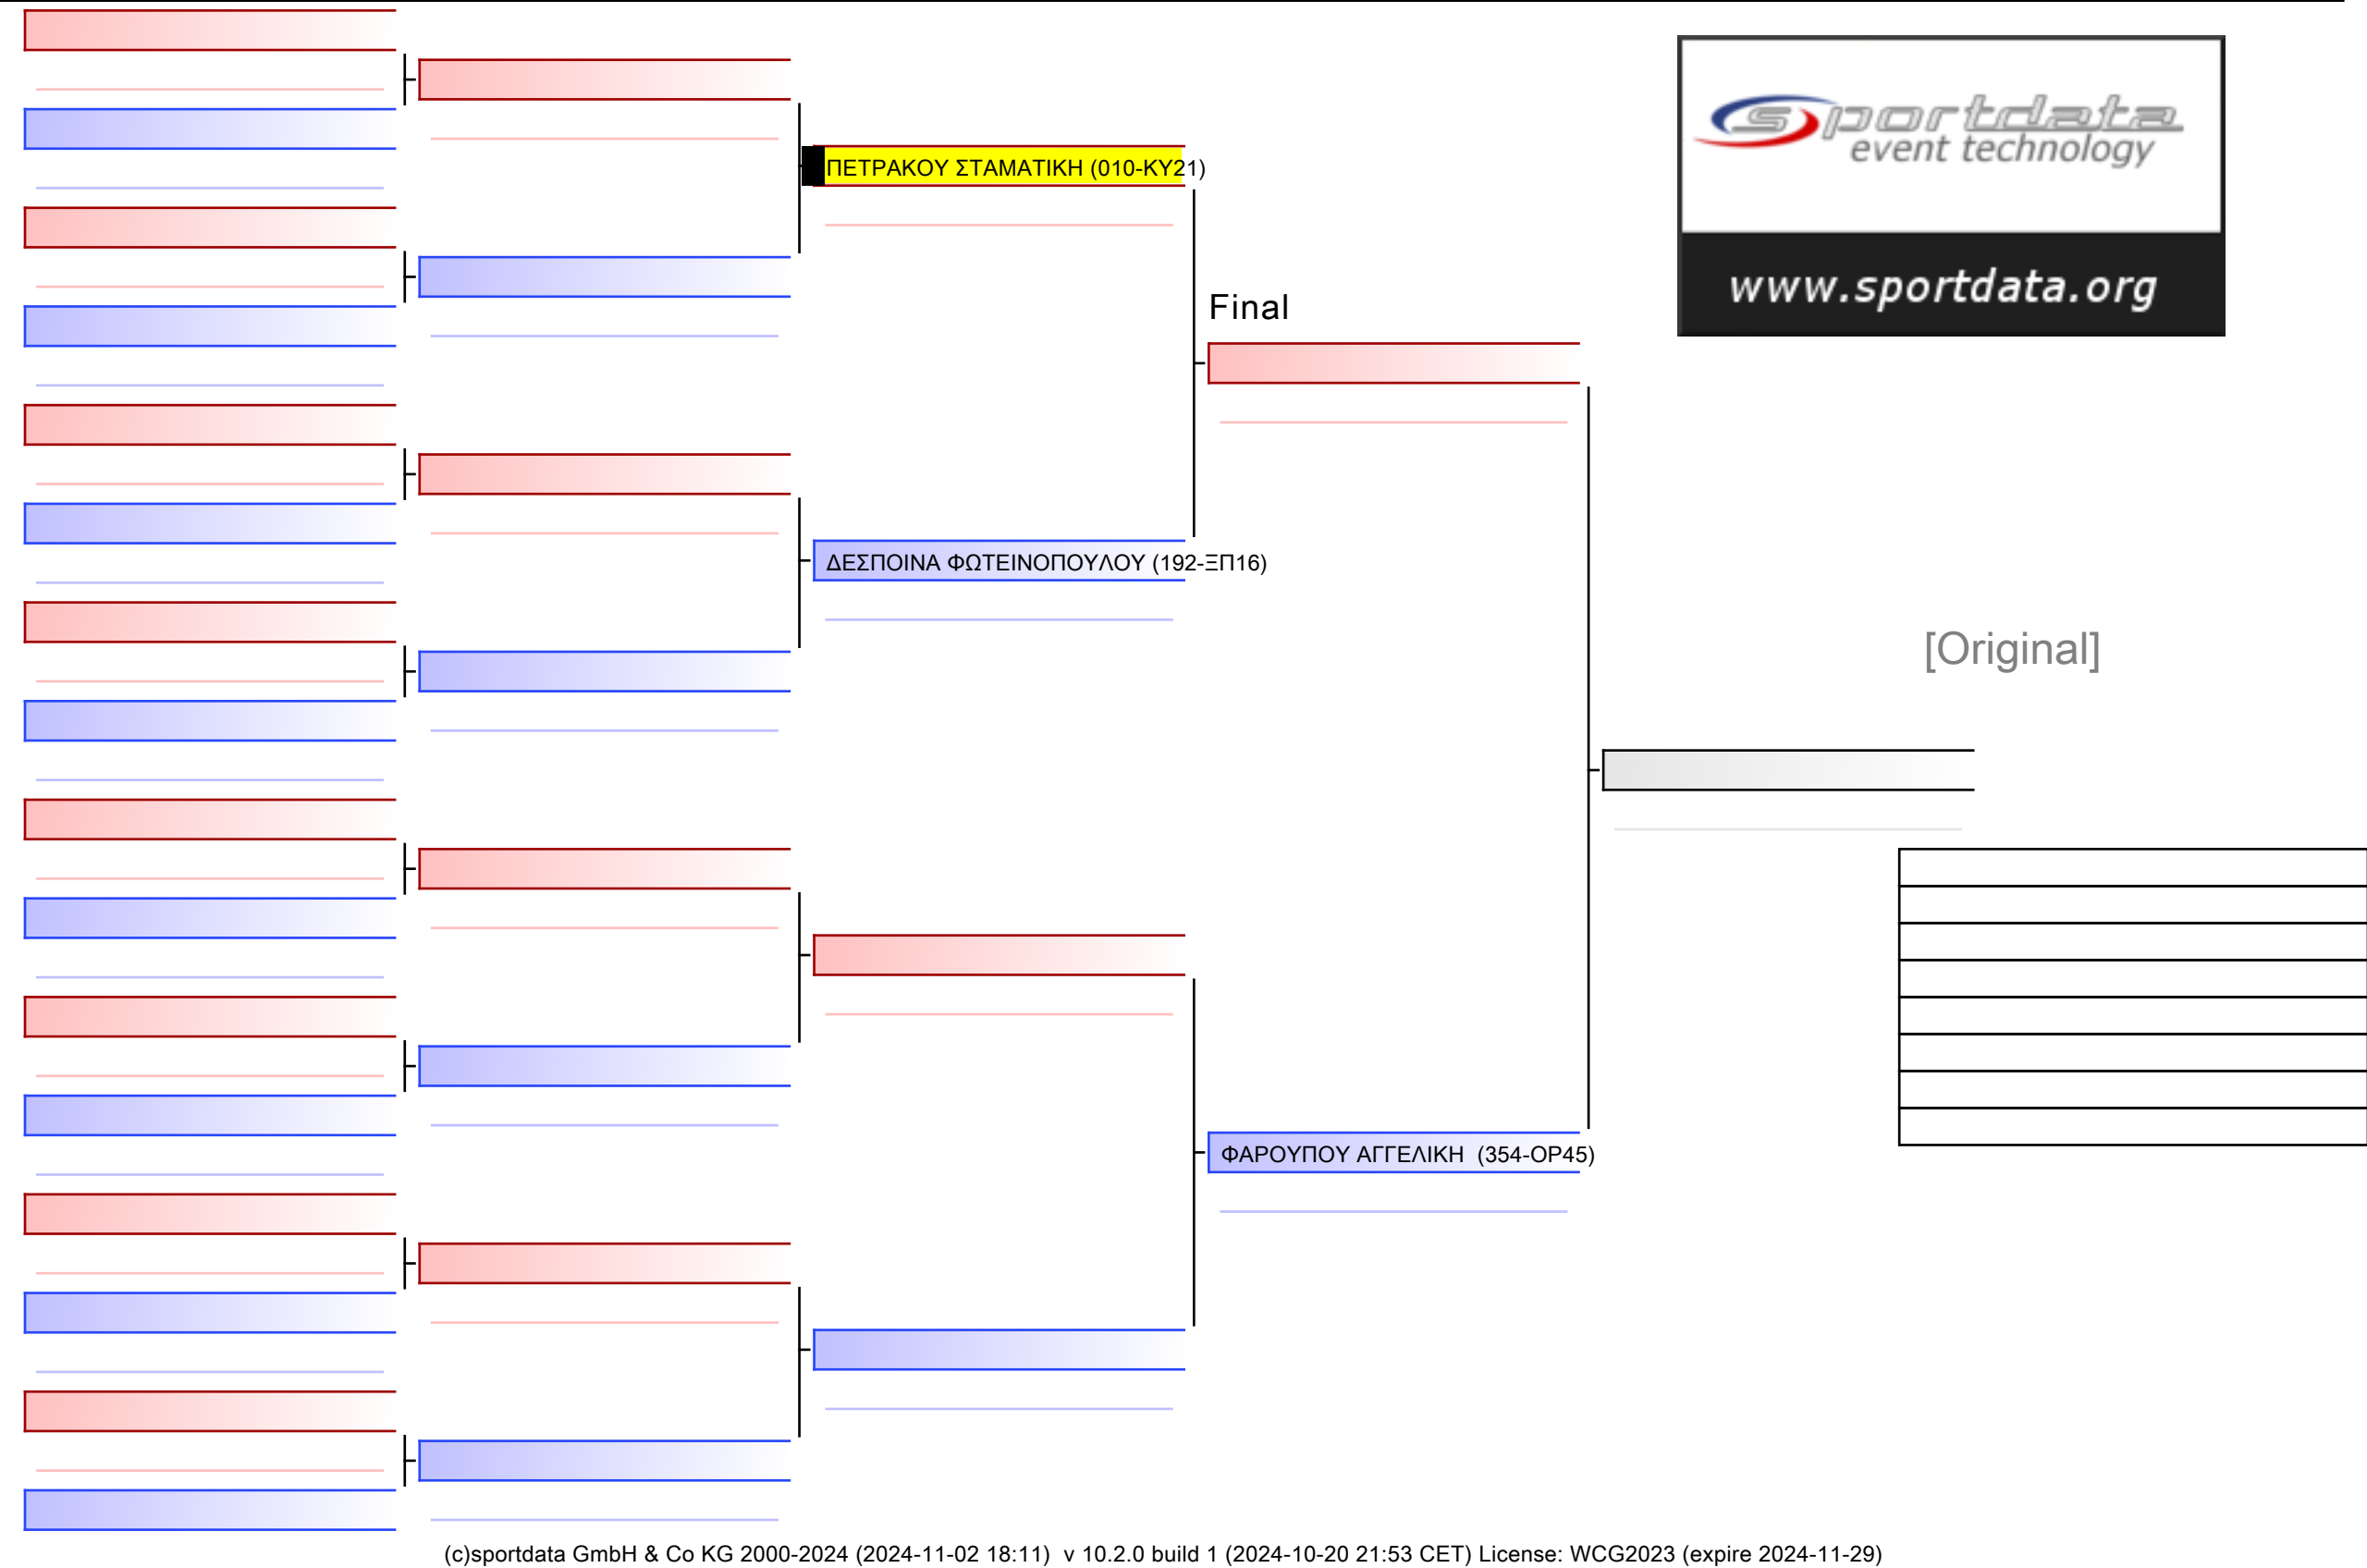 sportdata
event technology
www.sportdata.org
ΠΕΤΡΑΚΟΥ ΣΤΑΜΑΤΙΚΗ (010-ΚΥ21)
Final
ΔΕΣΠΟΙΝΑ ΦΩΤΕΙΝΟΠΟΥΛΟΥ (192-ΞΠ16)
[Original]
ΦΑΡΟΥΠΟΥ ΑΓΓΕΛΙΚΗ  (354-ΟΡ45)
(c)sportdata GmbH & Co KG 2000-2024 (2024-11-02 18:11)  v 10.2.0 build 1 (2024-10-20 21:53 CET) License: WCG2023 (expire 2024-11-29)